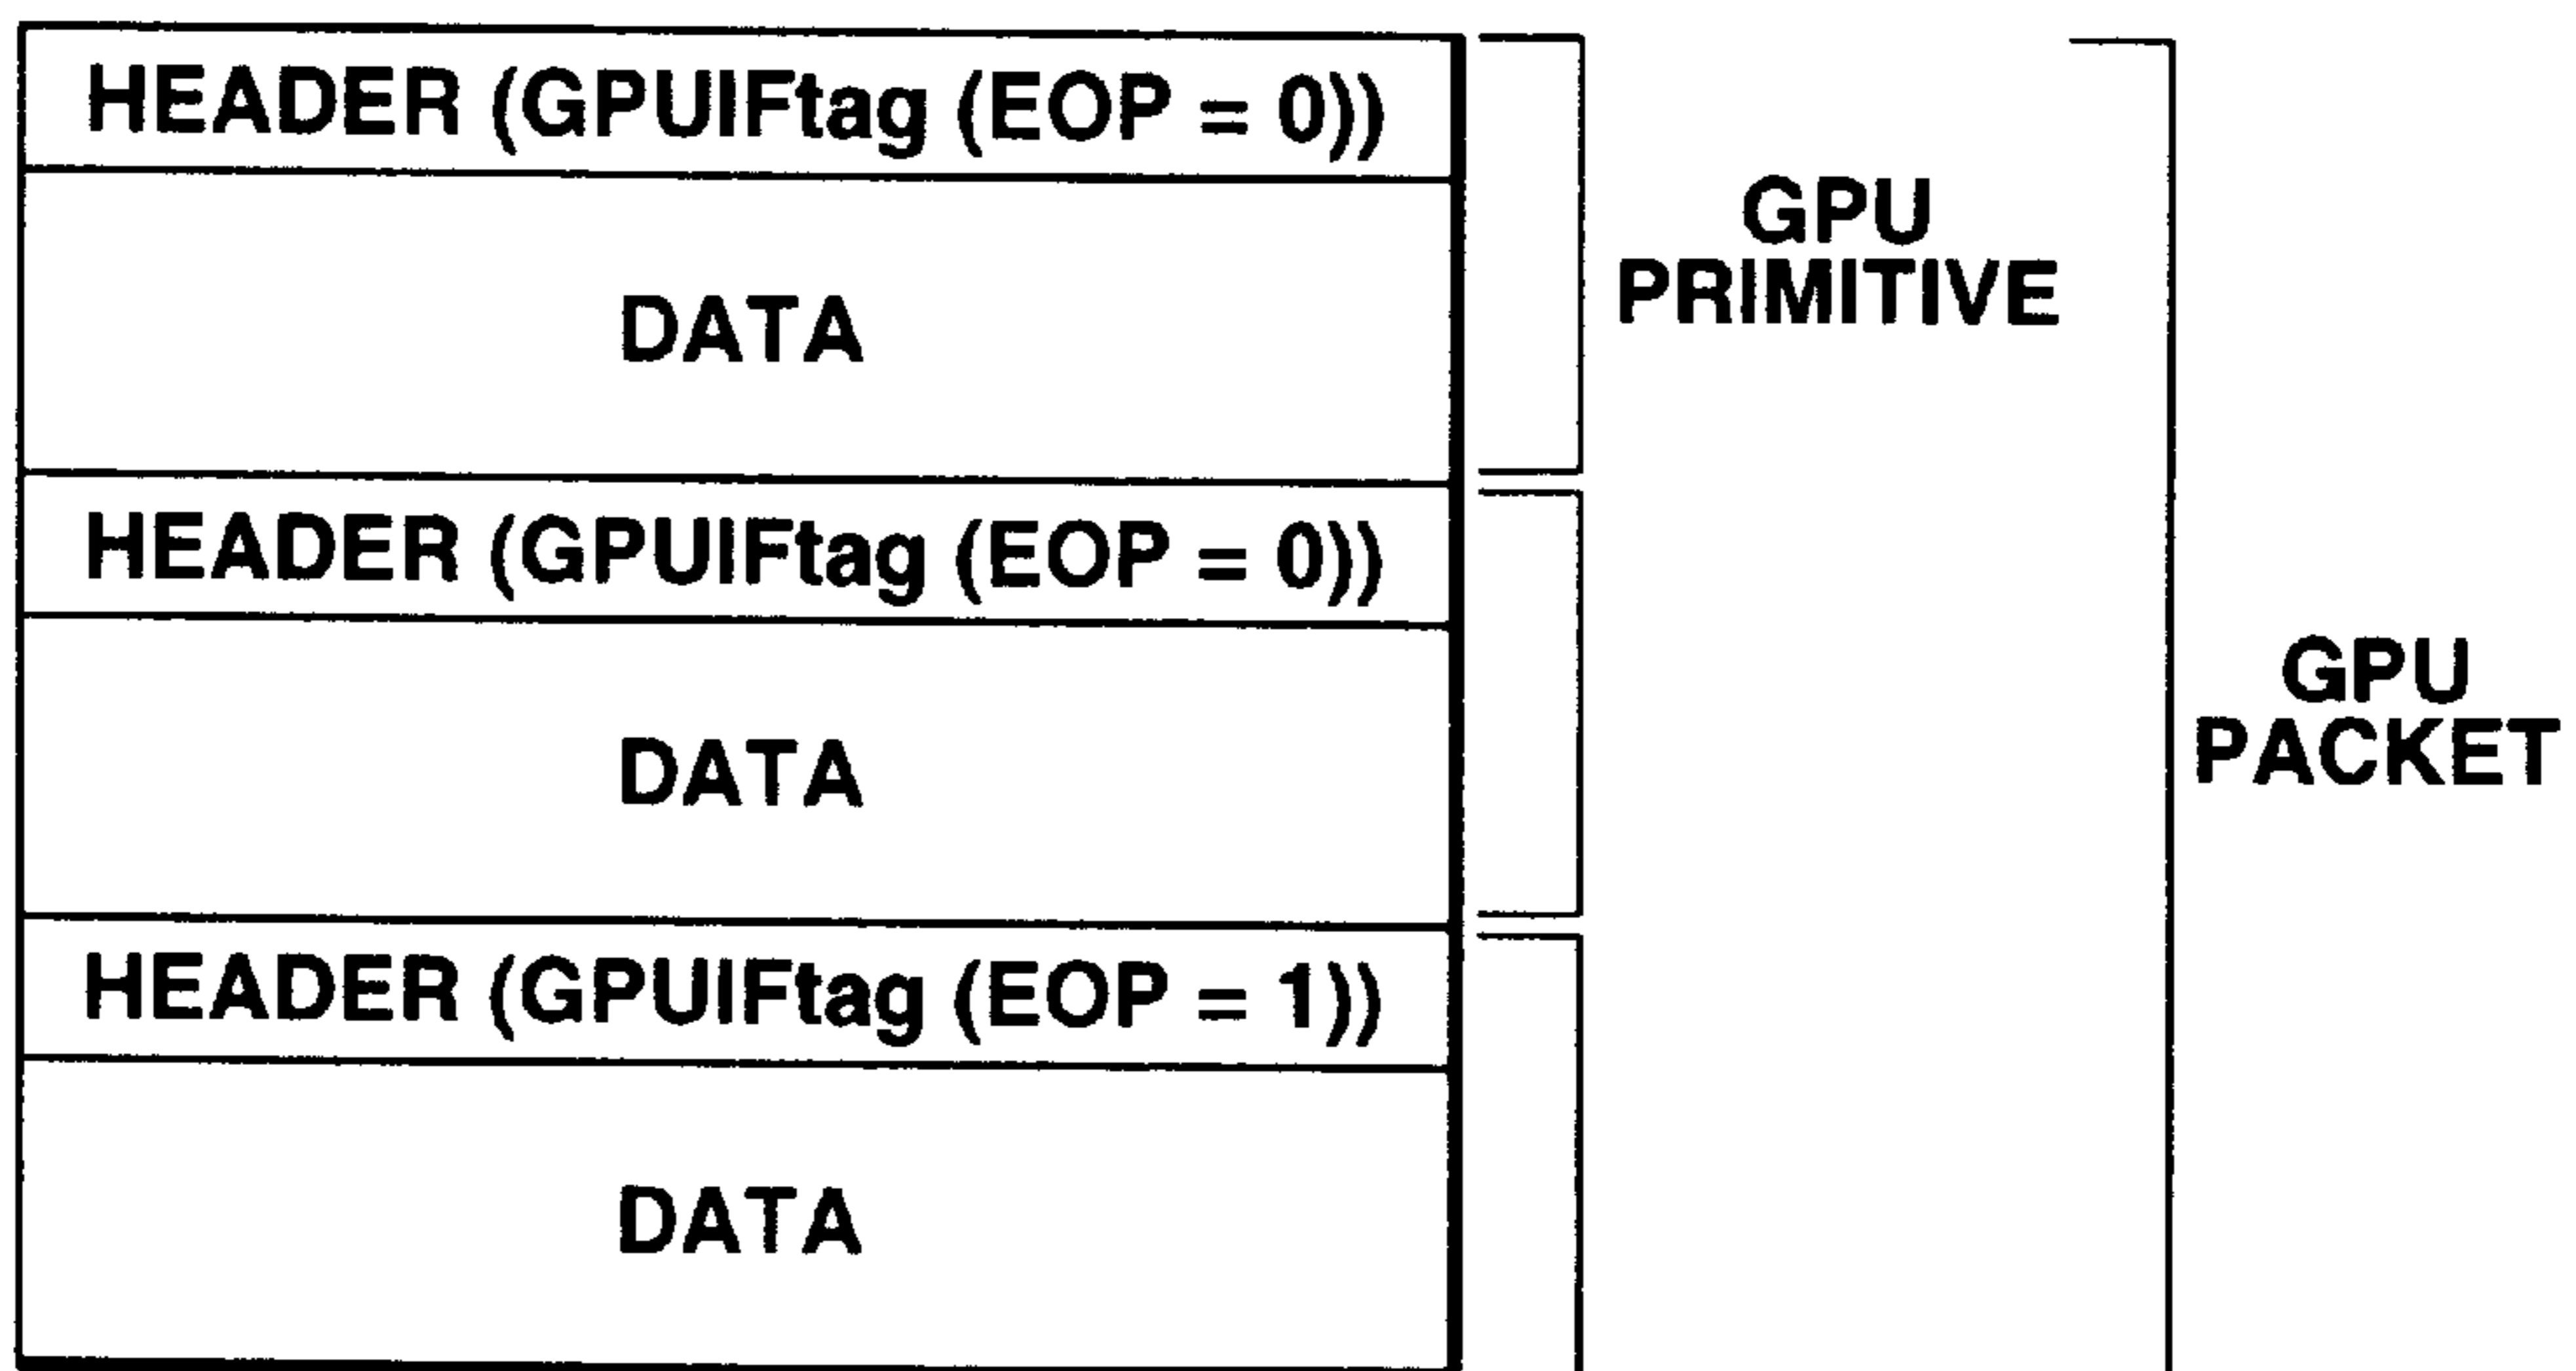 HEADER (GPUIFtag (EOP = 0))
DATA
GPU
PRIMITIVE
HEADER (GPUIFtag (EOP = 0))
DATA
GPU
PACKET
HEADER (GPUIFtag (EOP = 1))
DATA